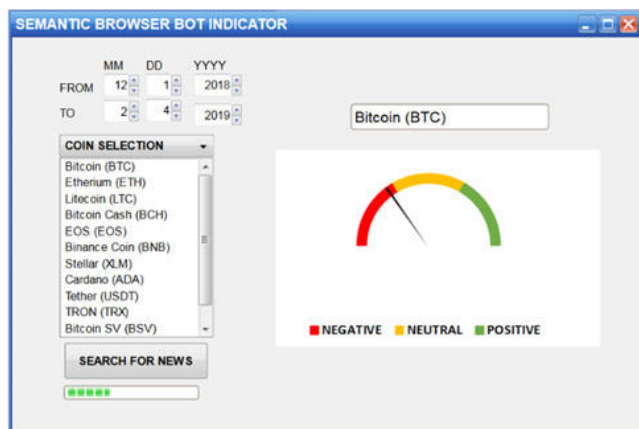 SEMANTIC BROWSER BOT INDICATOR
MM DD YYYY
FROM 12 1 2018
TO 2 4 2019
Bitcoin (BTC)
COIN SELECTION
Bitcoin (BTC)
Etherium (ETH)
Litecoin (LTC)
Bitcoin Cash (BCH)
EOS (EOS)
Binance Coin (BNB)
Stellar (XLM)
Cardano (ADA)
Tether (USDT)
TRON (TRX)
Bitcoin SV (BSV)
NEGATIVE NEUTRAL POSITIVE
SEARCH FOR NEWS